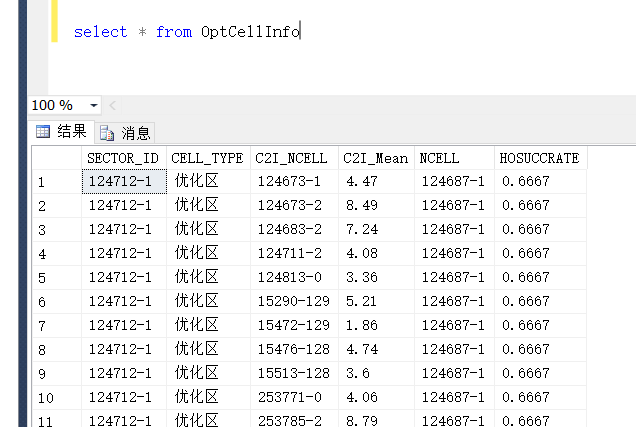 select * from OptCellInfo
100 %
结果 消息
SECTOR_ID CELL_TYPE C2I_NCELL C2I_Mean NCELL HOSUCCRATE
1 124712-1 优化区 124673-1 4.47 124687-1 0.6667
2 124712-1 优化区 124673-2 8.49 124687-1 0.6667
3 124712-1 优化区 124683-2 7.24 124687-1 0.6667
4 124712-1 优化区 124711-2 4.08 124687-1 0.6667
5 124712-1 优化区 124813-0 3.36 124687-1 0.6667
6 124712-1 优化区 15290-129 5.21 124687-1 0.6667
7 124712-1 优化区 15472-129 1.86 124687-1 0.6667
8 124712-1 优化区 15476-128 4.74 124687-1 0.6667
9 124712-1 优化区 15513-128 3.6 124687-1 0.6667
10 124712-1 优化区 253771-0 4.06 124687-1 0.6667
11 124712-1 优化区 253785-2 8.79 124687-1 0.6667